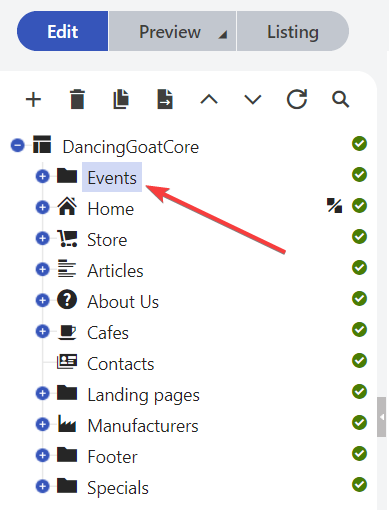 Edit
Preview
Listing
DancingGoatCore
Events
Home
Store
Articles
About Us
Cafes
Contacts
Landing pages
Manufacturers
Footer
Specials